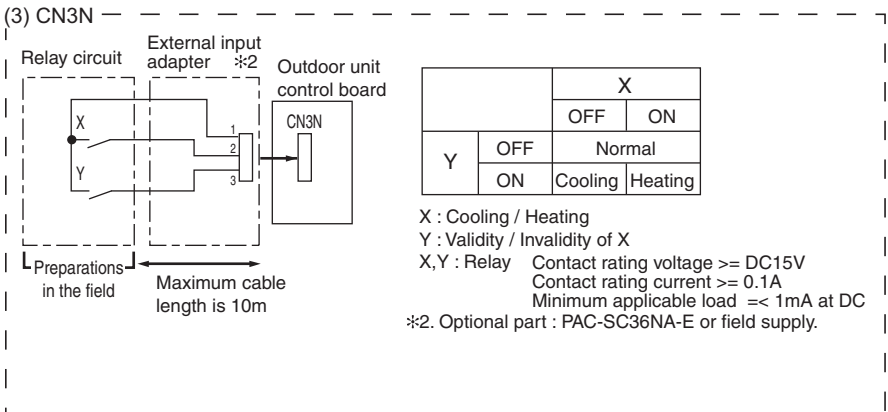 (3) CN3N
Relay circuit
External input
adapter ✻2
Outdoor unit
control board
CN3N
X
Y
1
2
3
Preparations
in the field
Maximum cable
length is 10m
X
OFF ON
Y OFF Normal
ON Cooling Heating
X : Cooling / Heating
Y : Validity / Invalidity of X
X,Y : Relay Contact rating voltage >= DC15V
Contact rating current >= 0.1A
Minimum applicable load =< 1mA at DC
✻2. Optional part : PAC-SC36NA-E or field supply.